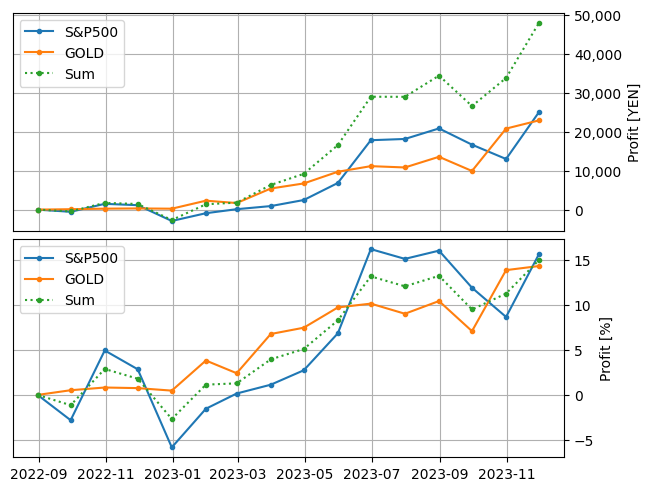 S&P500
GOLD
Sum
50,000
40,000
30,000
20,000
10,000
0
Profit [YEN]
S&P500
GOLD
Sum
15
10
5
0
−5
Profit [%]
2022-09 2022-11 2023-01 2023-03 2023-05 2023-07 2023-09 2023-11